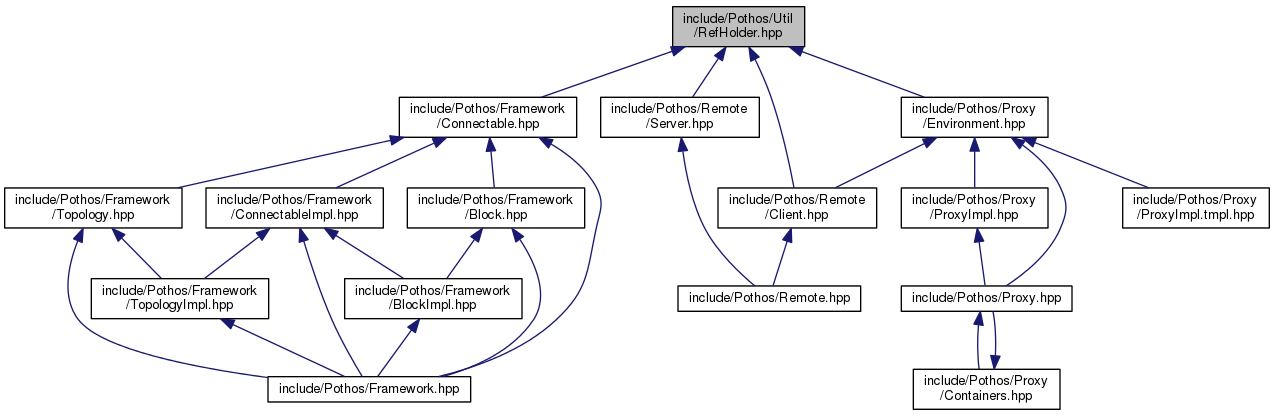 include/Pothos/Util
/RefHolder.hpp
include/Pothos/Framework
/Connectable.hpp
include/Pothos/Remote
/Server.hpp
include/Pothos/Proxy
/Environment.hpp
include/Pothos/Framework
/Topology.hpp
include/Pothos/Framework
/ConnectableImpl.hpp
include/Pothos/Framework
/Block.hpp
include/Pothos/Remote
/Client.hpp
include/Pothos/Proxy
/ProxyImpl.hpp
include/Pothos/Proxy
/ProxyImpl.tmpl.hpp
include/Pothos/Framework
/TopologyImpl.hpp
include/Pothos/Framework
/BlockImpl.hpp
include/Pothos/Remote.hpp
include/Pothos/Proxy.hpp
include/Pothos/Framework.hpp
include/Pothos/Proxy
/Containers.hpp